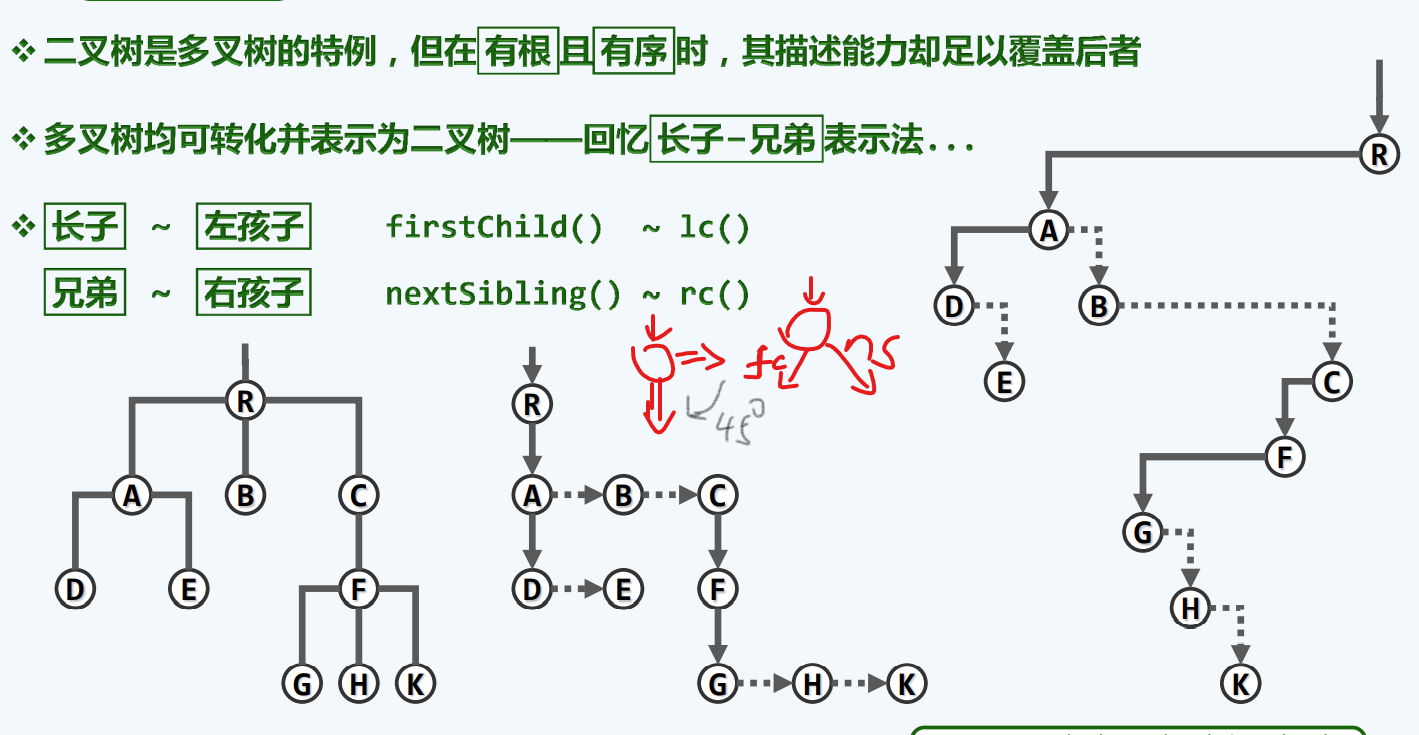 ❖ 二叉树是多叉树的特例，但在有根且有序时，其描述能力却足以覆盖后者
❖ 多叉树均可转化并表示为二叉树——回忆长子-兄弟表示法...
❖ 长子 ~ 左孩子 firstChild() ~ lc()
兄弟 ~ 右孩子 nextSibling() ~ rc()
fc
ns
45°
R
A B C
D E F
G H K
R
A B C
D E F
G H K
R
A
D B
E C
F
G
H
K